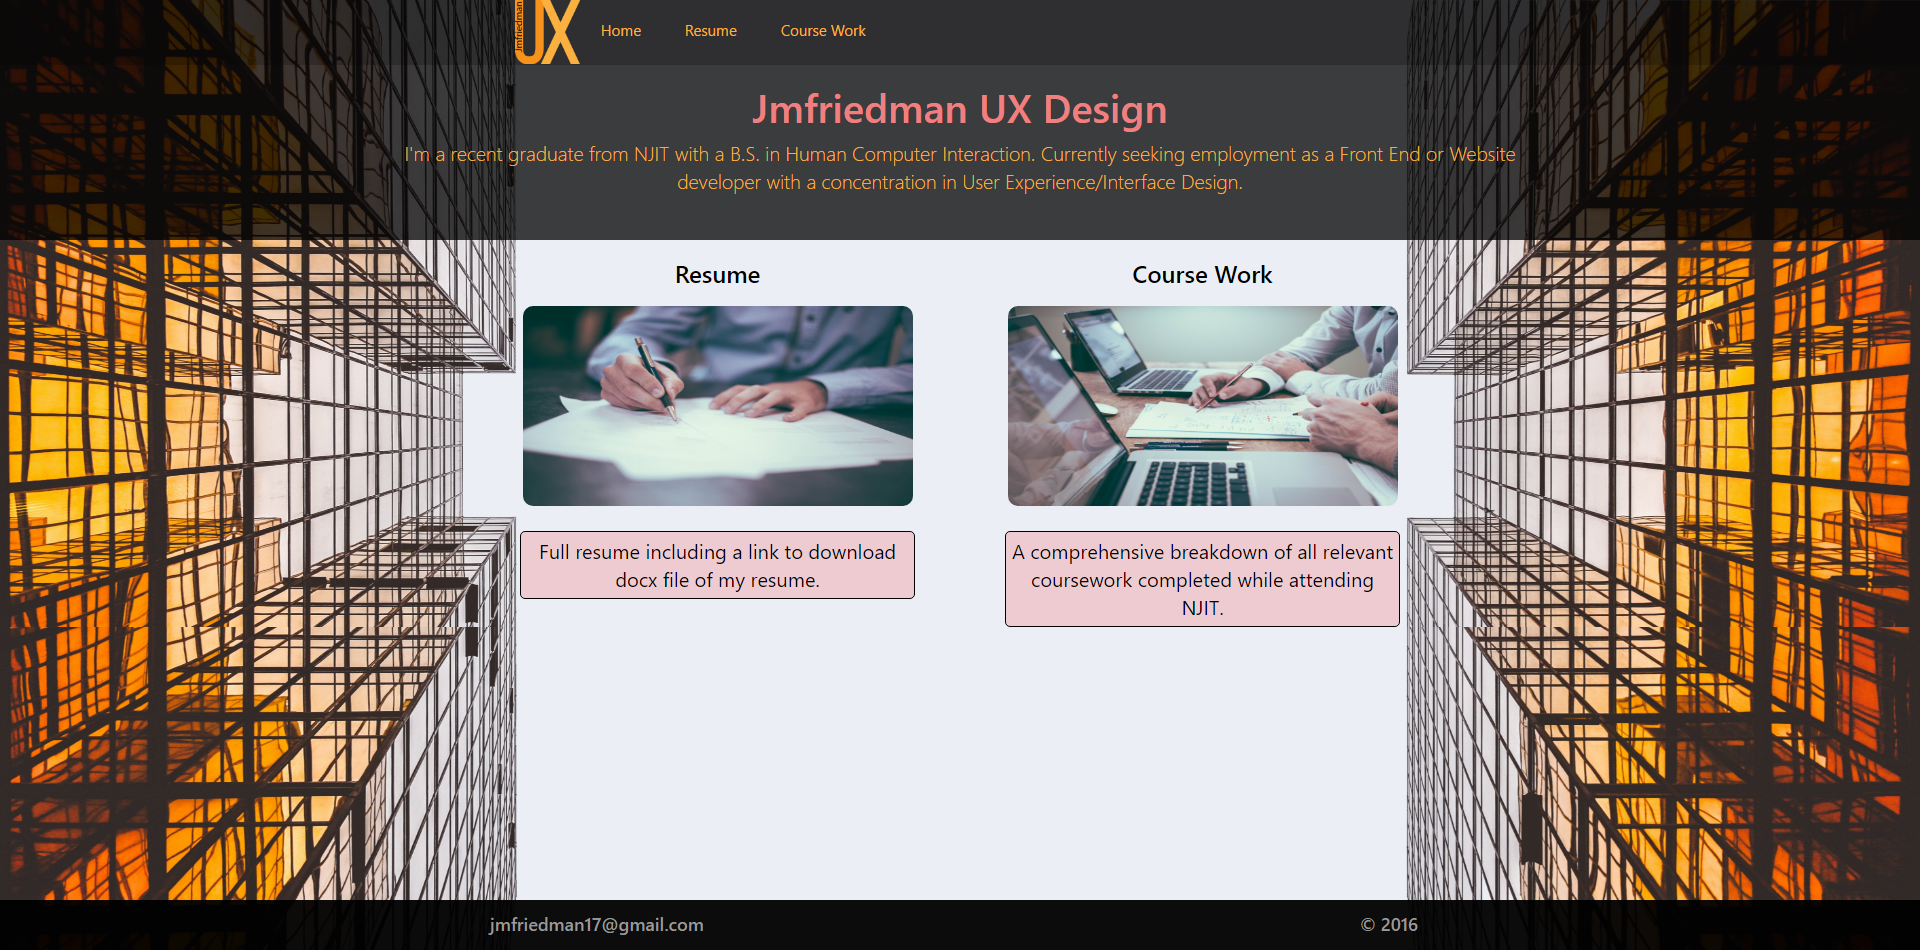 Jmfriedman
UX
Home
Resume
Course Work
Jmfriedman UX Design
I'm a recent graduate from NJIT with a B.S. in Human Computer Interaction. Currently seeking employment as a Front End or Website
developer with a concentration in User Experience/Interface Design.
Resume
Course Work
Full resume including a link to download
docx file of my resume.
A comprehensive breakdown of all relevant
coursework completed while attending
NJIT.
jmfriedman17@gmail.com
© 2016